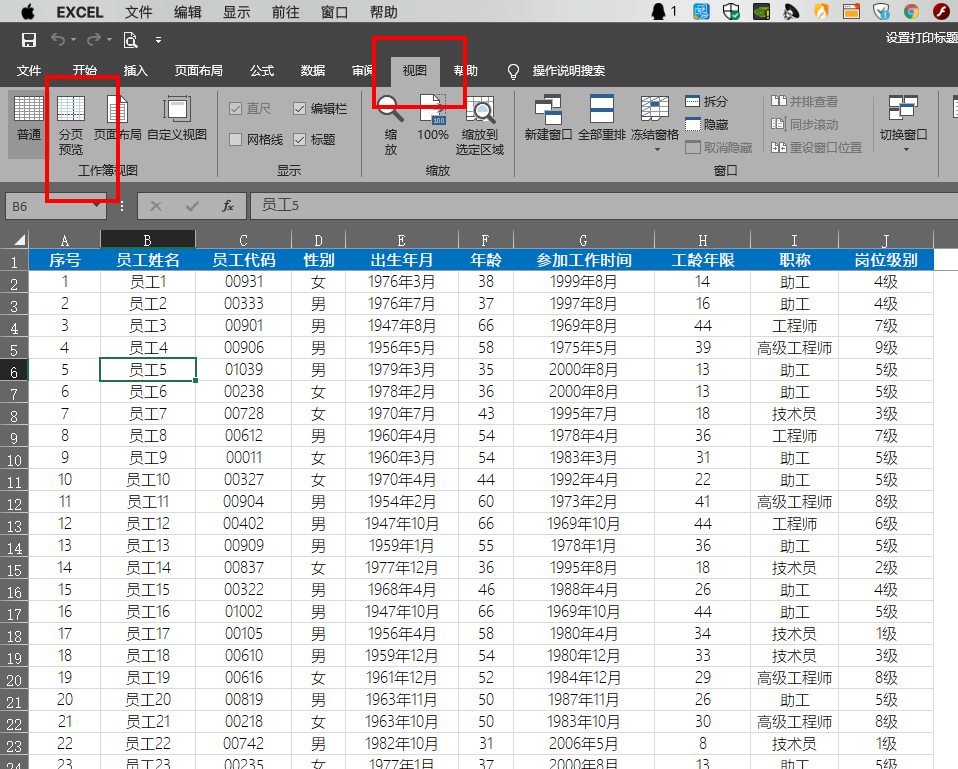 EXCEL 文件 编辑 显示 前往 窗口 帮助 1
设置打印标题
文件 开始 插入 页面布局 公式 数据 审阅 视图 帮助 操作说明搜索
普通 分页预览 页面布局 自定义视图 直尺 编辑栏 网格线 标题 缩放 100% 缩放到选定区域 新建窗口 全部重排 冻结窗格 拆分 隐藏 取消隐藏 并排查看 同步滚动 重设窗口位置 切换窗口
工作簿视图 显示 缩放 窗口
B6 fx 员工5
A B C D E F G H I J
1 序号 员工姓名 员工代码 性别 出生年月 年龄 参加工作时间 工龄年限 职称 岗位级别
2 1 员工1 00931 女 1976年3月 38 1999年8月 14 助工 4级
3 2 员工2 00333 男 1976年7月 37 1997年8月 16 助工 4级
4 3 员工3 00901 男 1947年8月 66 1969年8月 44 工程师 7级
5 4 员工4 00906 男 1956年5月 58 1975年5月 39 高级工程师 9级
6 5 员工5 01039 男 1979年3月 35 2000年8月 13 助工 5级
7 6 员工6 00238 女 1978年2月 36 2000年8月 13 助工 5级
8 7 员工7 00728 女 1970年7月 43 1995年7月 18 技术员 3级
9 8 员工8 00612 男 1960年4月 54 1978年4月 36 工程师 7级
10 9 员工9 00011 女 1960年3月 54 1983年3月 31 助工 5级
11 10 员工10 00327 女 1970年4月 44 1992年4月 22 助工 5级
12 11 员工11 00904 男 1954年2月 60 1973年2月 41 高级工程师 8级
13 12 员工12 00402 男 1947年10月 66 1969年10月 44 工程师 6级
14 13 员工13 00909 男 1959年1月 55 1978年1月 36 助工 5级
15 14 员工14 00837 女 1977年12月 36 1995年8月 18 技术员 2级
16 15 员工15 00322 男 1968年4月 46 1988年4月 26 助工 4级
17 16 员工16 01002 男 1947年10月 66 1969年10月 44 助工 5级
18 17 员工17 00105 男 1956年4月 58 1980年4月 34 技术员 1级
19 18 员工18 00610 男 1959年12月 54 1980年12月 33 技术员 3级
20 19 员工19 00616 女 1961年12月 52 1984年12月 29 高级工程师 8级
21 20 员工20 00819 男 1963年11月 50 1987年11月 26 助工 5级
22 21 员工21 00218 女 1963年10月 50 1983年10月 30 高级工程师 8级
23 22 员工22 00742 男 1982年10月 31 2006年5月 8 技术员 1级
24 23 员工23 00235 女 1977年1月 37 2000年8月 13 助工 5级